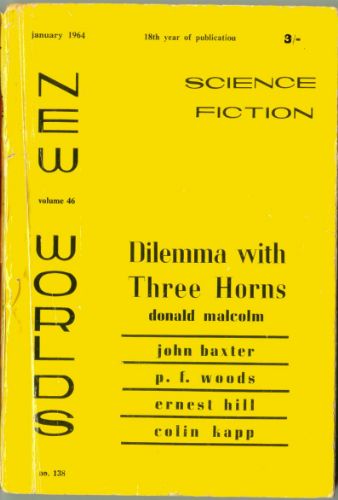 january 1964
18th year of publication
3/-
NEW WORLDS
SCIENCE
FICTION
volume 46
Dilemma with
Three Horns
donald malcolm
john baxter
p. f. woods
ernest hill
colin kapp
no. 138